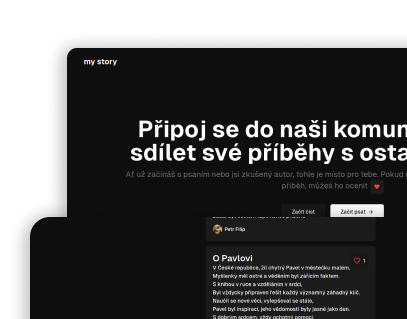 my story
Připoj se do naši komun
sdílet své příběhy s osta
Ať už začínáš s psaním nebo jsi zkušený autor, tohle je místo pro tebe. Pokud
příběh, můžeš ho ocenit
Začít číst
Začít psát →
Petr Filip
O Pavlovi
1
V České republice, žil chytrý Pavel v městečku malém,
Myšlenky měl ostré a věděním byl zářícím faktem.
S knihou v ruce a vzděláním v srdci,
Byl vždycky připraven řešit každý významný záhadný klíč.
Naučil se nové věci, vylepšoval se stále,
Pavel byl inspirací, jeho vědomosti byly jasné jako den.
S dobrým srdcem, vždy ochotný pomoci,